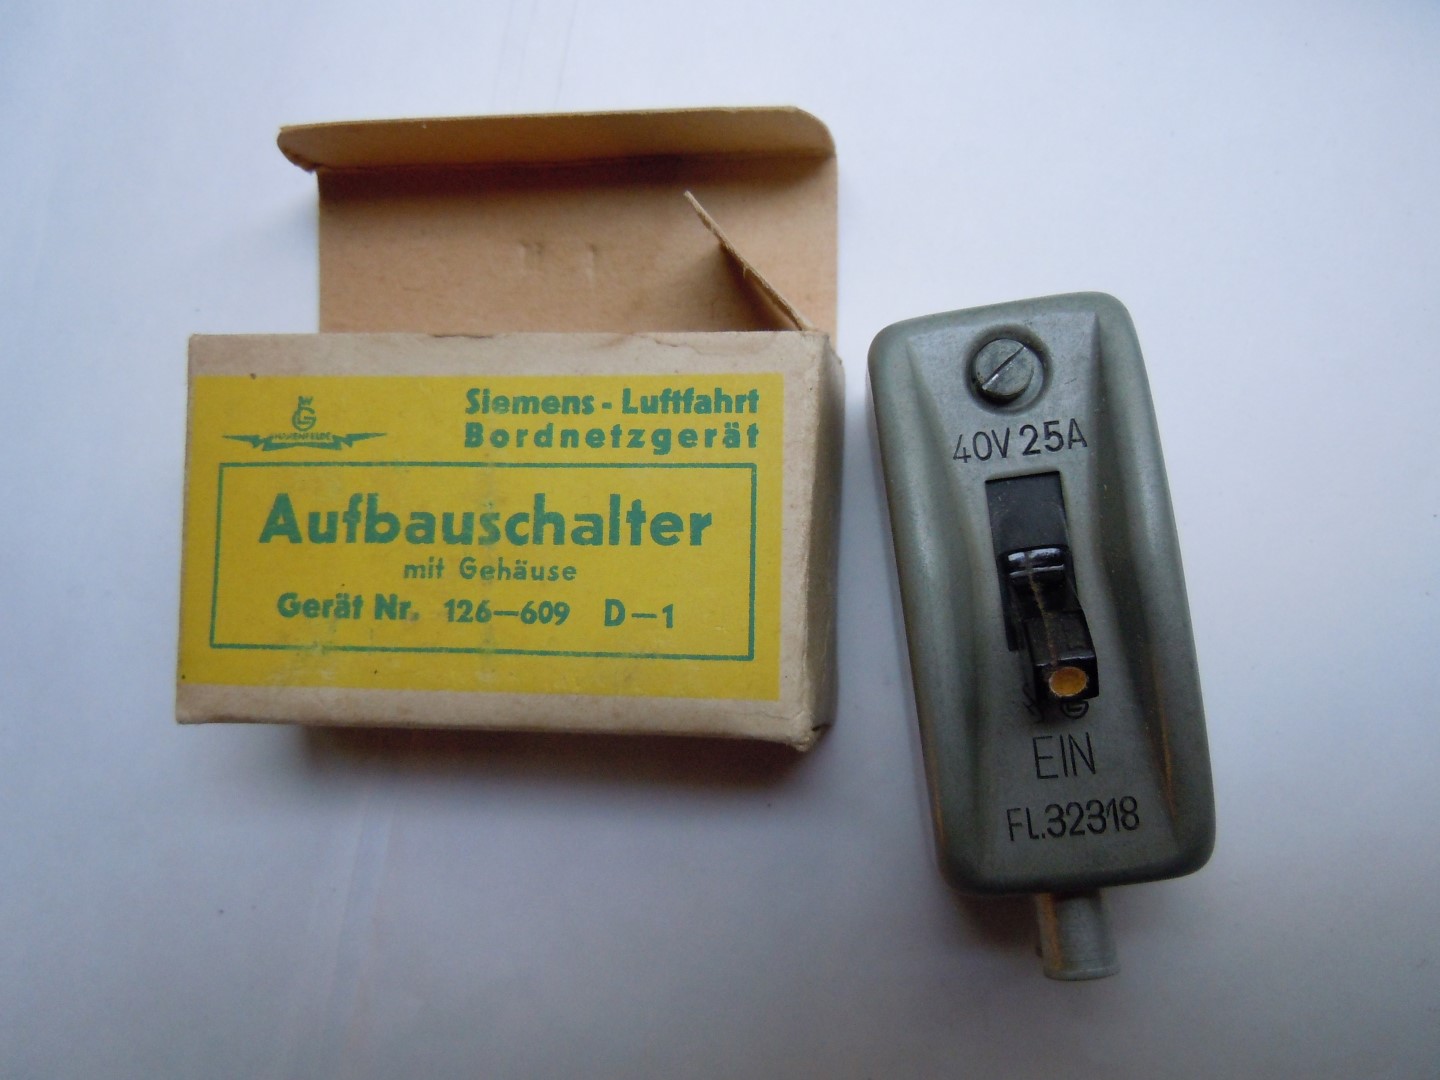 Siemens - Luftfahrt
Bordnetzgerät
Aufbauschalter
mit Gehäuse
Gerät Nr. 126—609 D—1
40V 25A
EIN
FL.32318